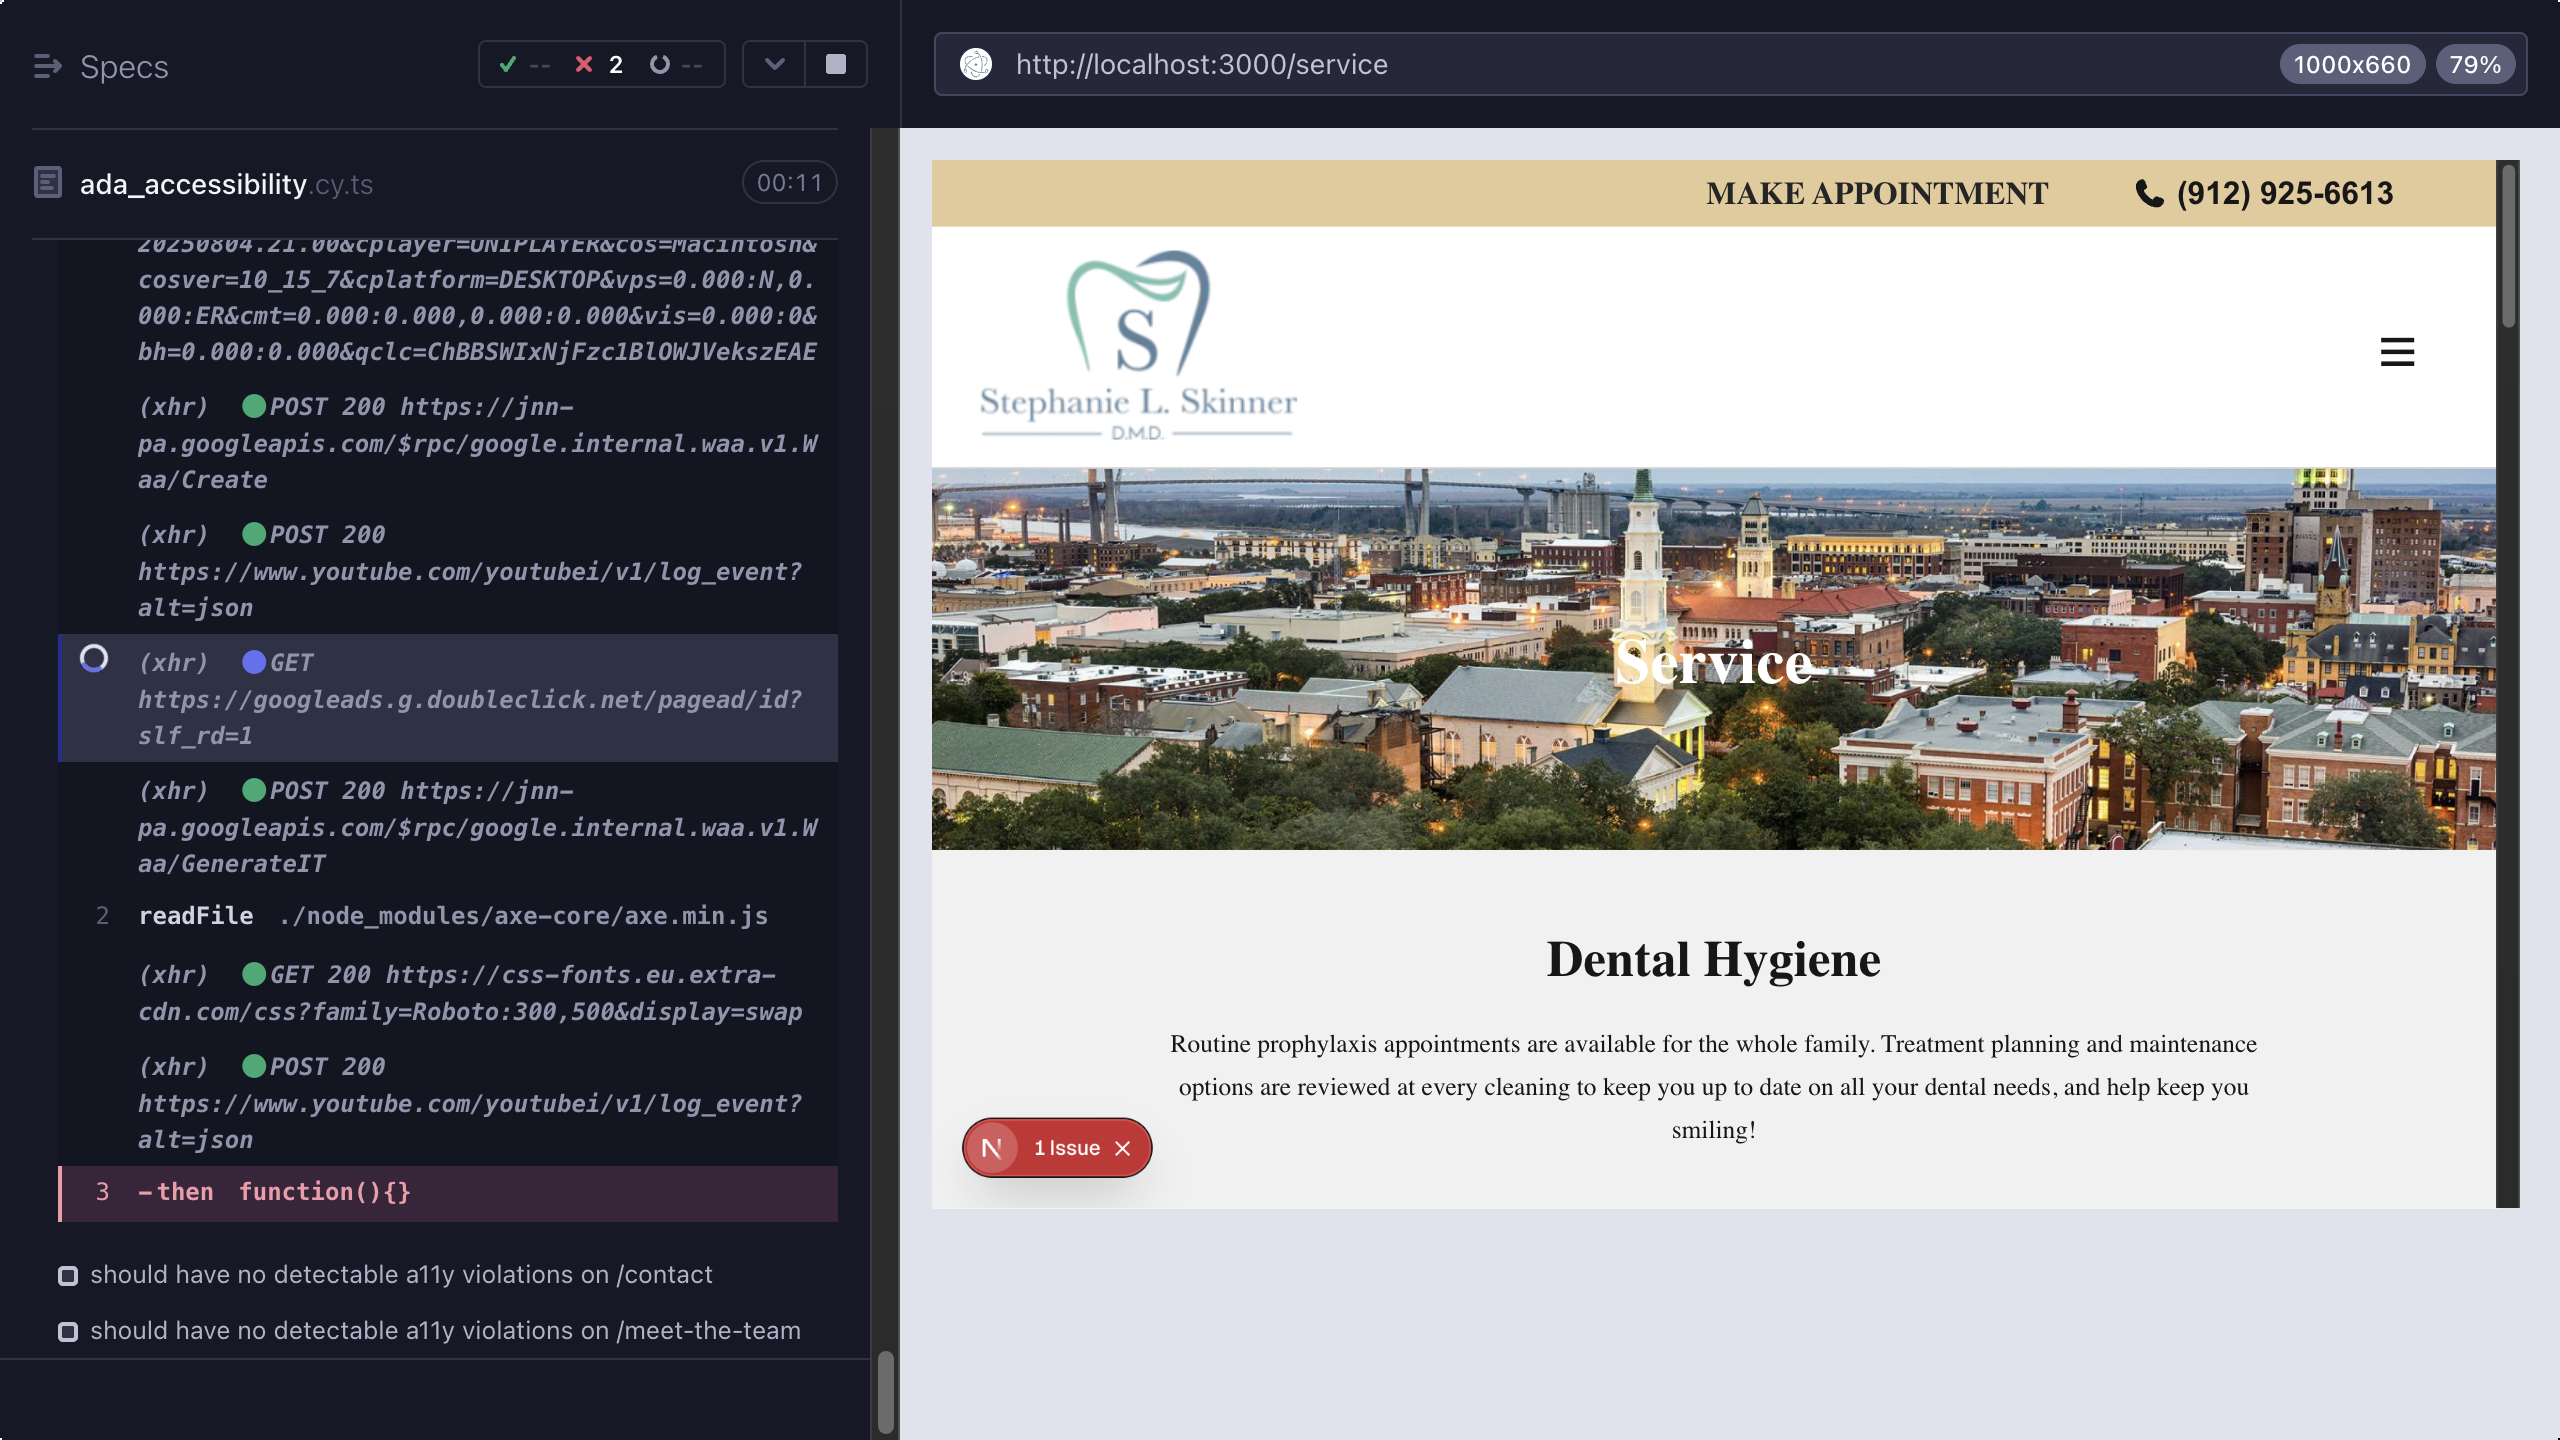 Specs
-- 2 --
ada_accessibility.cy.ts
00:11
20250804.21.00&cplayer=UNIPLAYER&cos=Macintosh&
cosver=10_15_7&cplatform=DESKTOP&vps=0.000:N,0.
000:ER&cmt=0.000:0.000,0.000:0.000&vis=0.000:0&
bh=0.000:0.000&qclc=ChBBSWIxNjFzc1BlOWJVekszEAE
(xhr) POST 200 https://jnn-
pa.googleapis.com/$rpc/google.internal.waa.v1.W
aa/Create
(xhr) POST 200
https://www.youtube.com/youtubei/v1/log_event?
alt=json
(xhr) GET
https://googleads.g.doubleclick.net/pagead/id?
slf_rd=1
(xhr) POST 200 https://jnn-
pa.googleapis.com/$rpc/google.internal.waa.v1.W
aa/GenerateIT
2 readFile ./node_modules/axe-core/axe.min.js
(xhr) GET 200 https://css-fonts.eu.extra-
cdn.com/css?family=Roboto:300,500&display=swap
(xhr) POST 200
https://www.youtube.com/youtubei/v1/log_event?
alt=json
3 -then function(){}
should have no detectable a11y violations on /contact
should have no detectable a11y violations on /meet-the-team
http://localhost:3000/service
1000x660
79%
MAKE APPOINTMENT
(912) 925-6613
S
Stephanie L. Skinner
D.M.D.
Service
Dental Hygiene
Routine prophylaxis appointments are available for the whole family. Treatment planning and maintenance
options are reviewed at every cleaning to keep you up to date on all your dental needs, and help keep you
smiling!
N 1 Issue